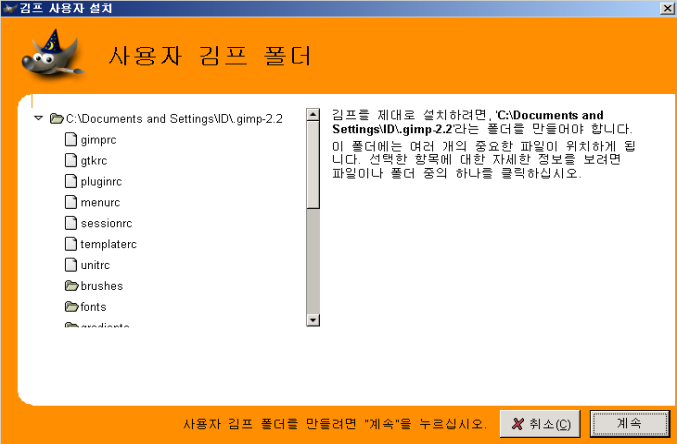 김프 사용자 설치
사용자 김프 폴더
C:\Documents and Settings\ID\.gimp-2.2
gimprc
gtkrc
pluginrc
menurc
sessionrc
templaterc
unitrc
brushes
fonts
gradients
김프를 제대로 설치하려면, 'C:\Documents and
Settings\ID\.gimp-2.2'라는 폴더를 만들어야 합니다.
이 폴더에는 여러 개의 중요한 파일이 위치하게 됩
니다. 선택한 항목에 대한 자세한 정보를 보려면
파일이나 폴더 중의 하나를 클릭하십시오.
사용자 김프 폴더를 만들려면 "계속"을 누르십시오.
취소(C)
계속